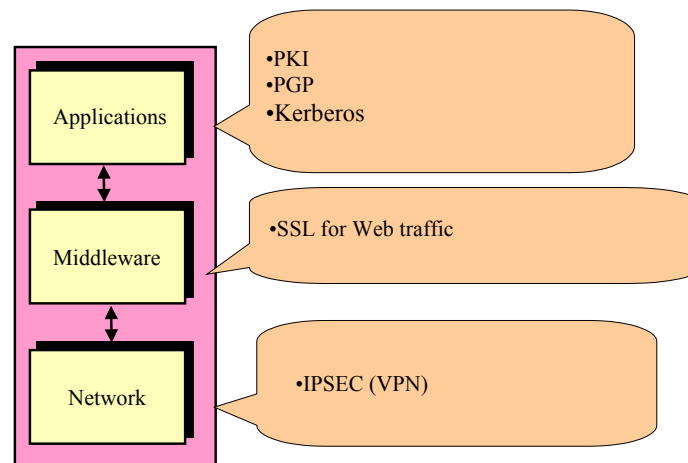 Applications
•PKI
•PGP
•Kerberos
Middleware
•SSL for Web traffic
Network
•IPSEC (VPN)